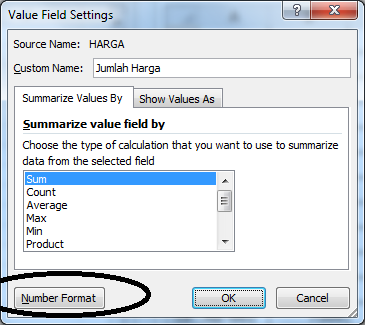 Value Field Settings
Source Name: HARGA
Custom Name: Jumlah Harga
Summarize Values By Show Values As
Summarize value field by
Choose the type of calculation that you want to use to summarize
data from the selected field
Sum
Count
Average
Max
Min
Product
Number Format OK Cancel